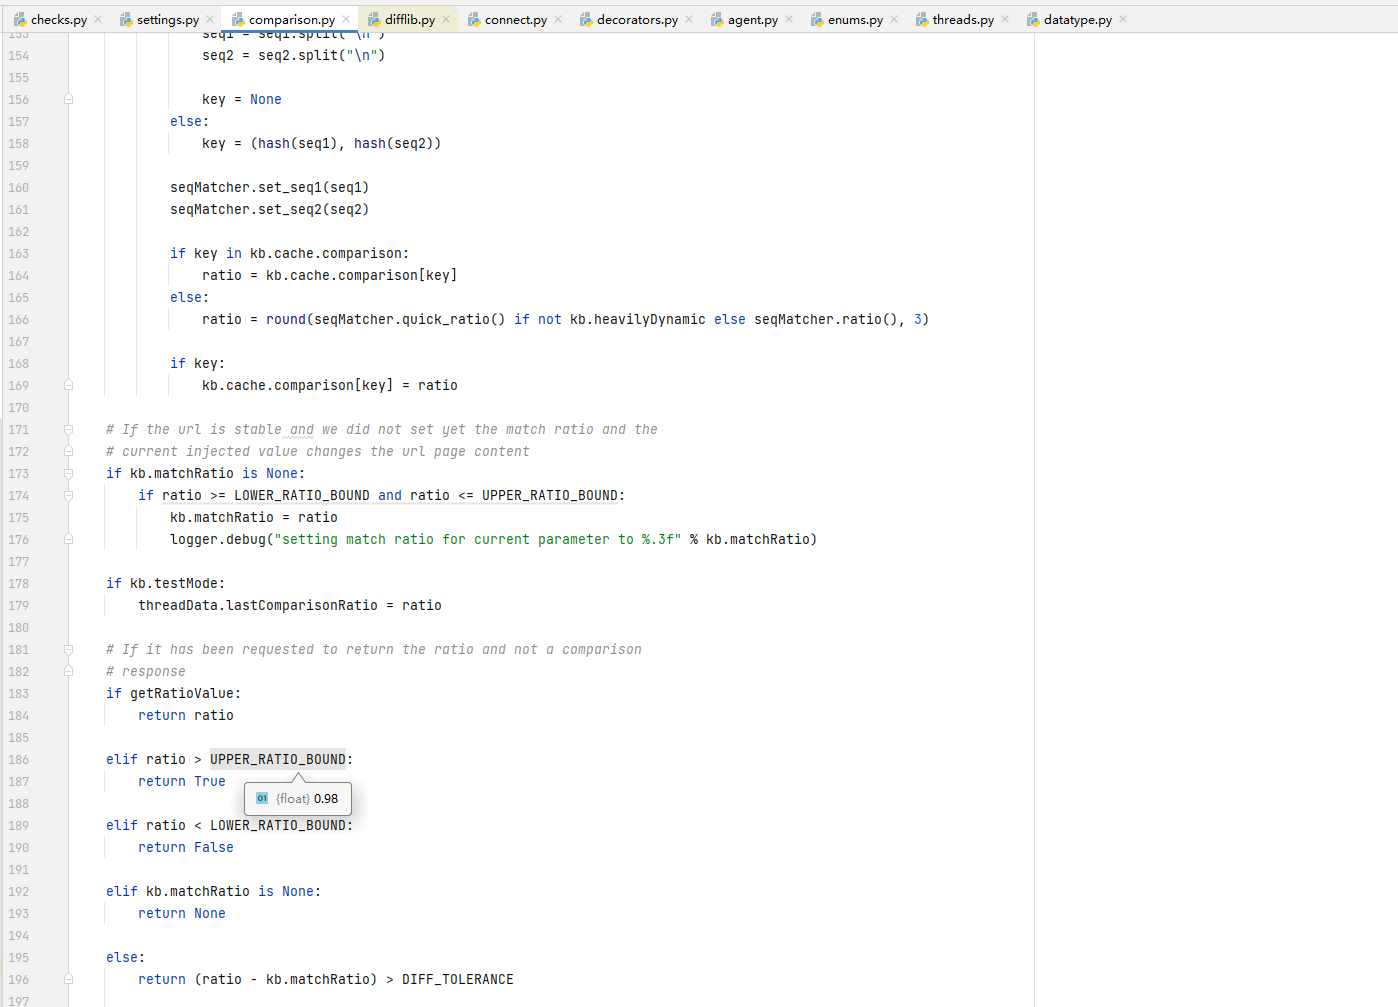 checks.py settings.py comparison.py difflib.py connect.py decorators.py agent.py enums.py threads.py datatype.py
153 seq1 = seq1.split("\n")
154 seq2 = seq2.split("\n")
155
156 key = None
157 else:
158 key = (hash(seq1), hash(seq2))
159
160 seqMatcher.set_seq1(seq1)
161 seqMatcher.set_seq2(seq2)
162
163 if key in kb.cache.comparison:
164 ratio = kb.cache.comparison[key]
165 else:
166 ratio = round(seqMatcher.quick_ratio() if not kb.heavilyDynamic else seqMatcher.ratio(), 3)
167
168 if key:
169 kb.cache.comparison[key] = ratio
170
171 # If the url is stable and we did not set yet the match ratio and the
172 # current injected value changes the url page content
173 if kb.matchRatio is None:
174 if ratio >= LOWER_RATIO_BOUND and ratio <= UPPER_RATIO_BOUND:
175 kb.matchRatio = ratio
176 logger.debug("setting match ratio for current parameter to %.3f" % kb.matchRatio)
177
178 if kb.testMode:
179 threadData.lastComparisonRatio = ratio
180
181 # If it has been requested to return the ratio and not a comparison
182 # response
183 if getRatioValue:
184 return ratio
185
186 elif ratio > UPPER_RATIO_BOUND:
187 return True
01 {float} 0.98
188
189 elif ratio < LOWER_RATIO_BOUND:
190 return False
191
192 elif kb.matchRatio is None:
193 return None
194
195 else:
196 return (ratio - kb.matchRatio) > DIFF_TOLERANCE
197